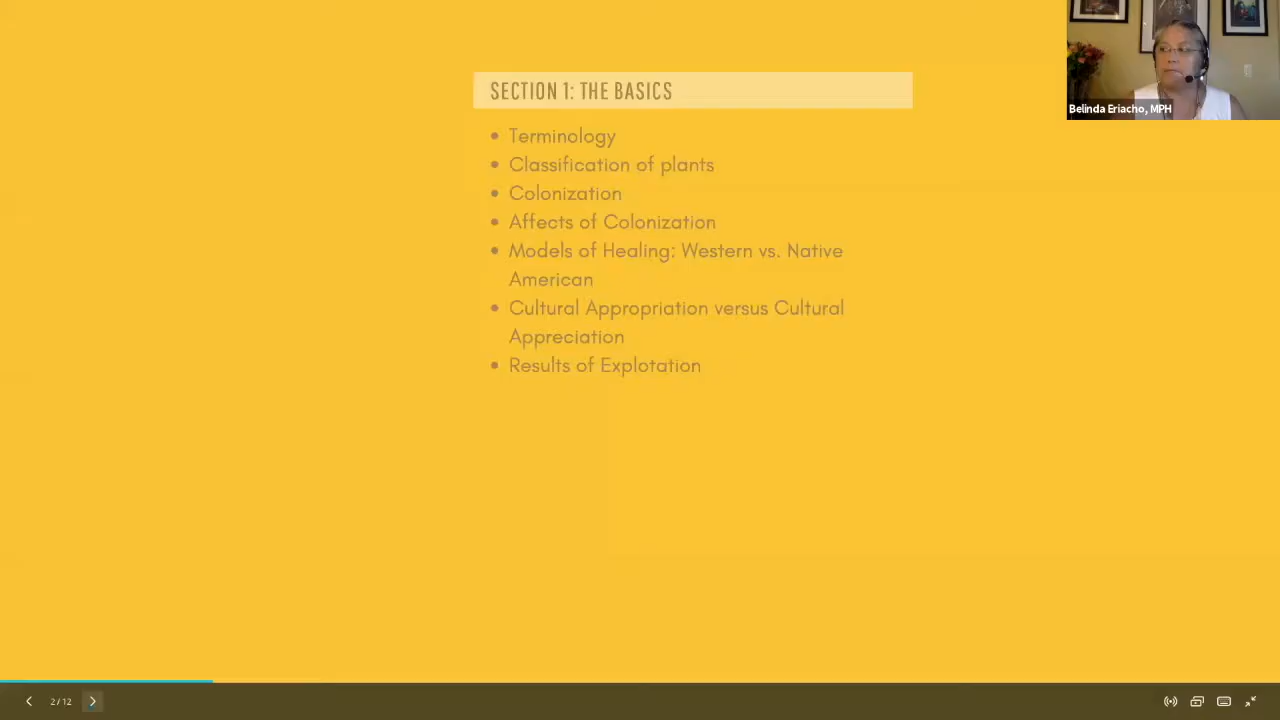 SECTION 1: THE BASICS
• Terminology
• Classification of plants
• Colonization
• Affects of Colonization
• Models of Healing: Western vs. Native
American
• Cultural Appropriation versus Cultural
Appreciation
• Results of Explotation
Belinda Eriacho, MPH
2 / 12